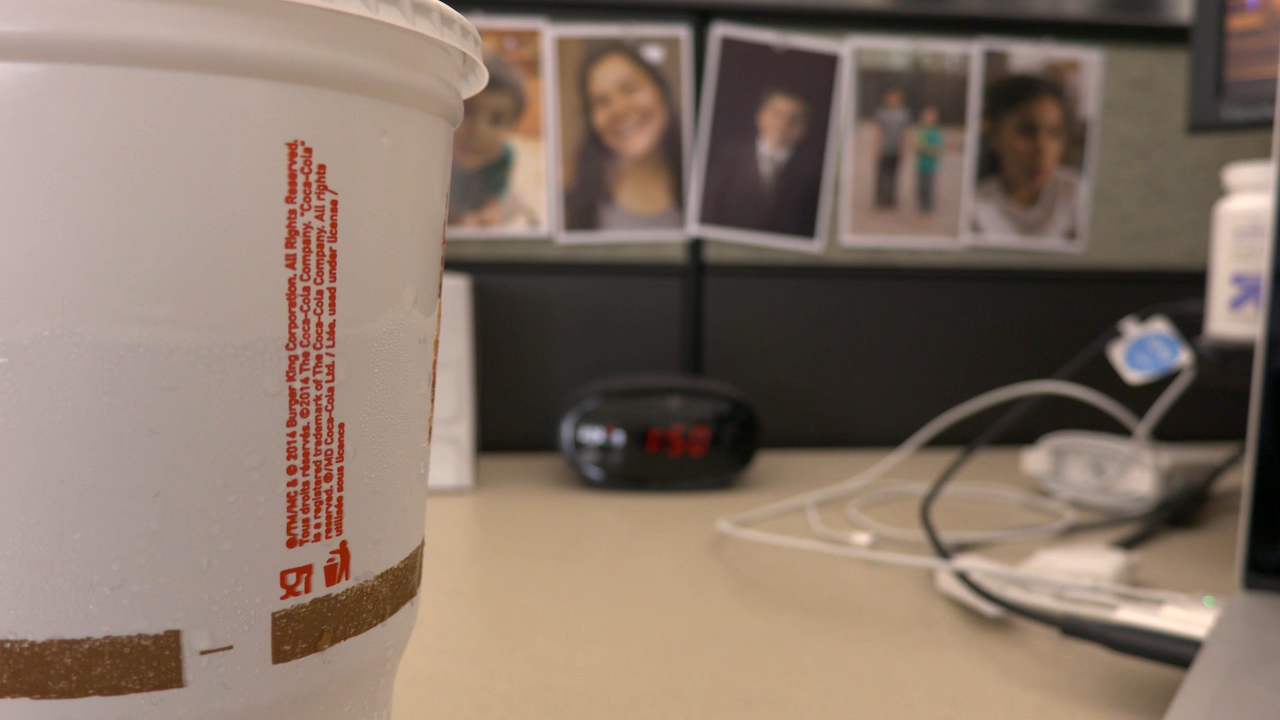 ®/TM/MC & © 2014 Burger King Corporation. All Rights Reserved.
Tous droits réservés. ©2014 The Coca-Cola Company. "Coca-Cola"
is a registered trademark of The Coca-Cola Company. All rights
reserved. ®/MD Coca-Cola Ltd. / Ltée. used under license /
utilisée sous licence
1:50